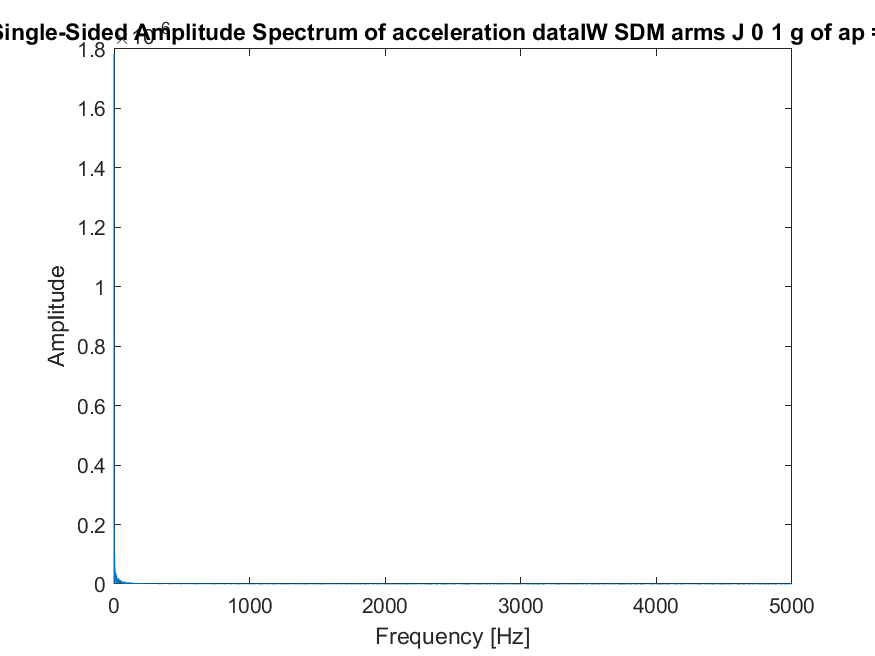 Single-Sided Amplitude Spectrum of acceleration dataIW SDM arms J 0 1 g of ap =
×10
1.8
1.6
1.4
1.2
1
0.8
0.6
0.4
0.2
0
Amplitude
0 1000 2000 3000 4000 5000
Frequency [Hz]